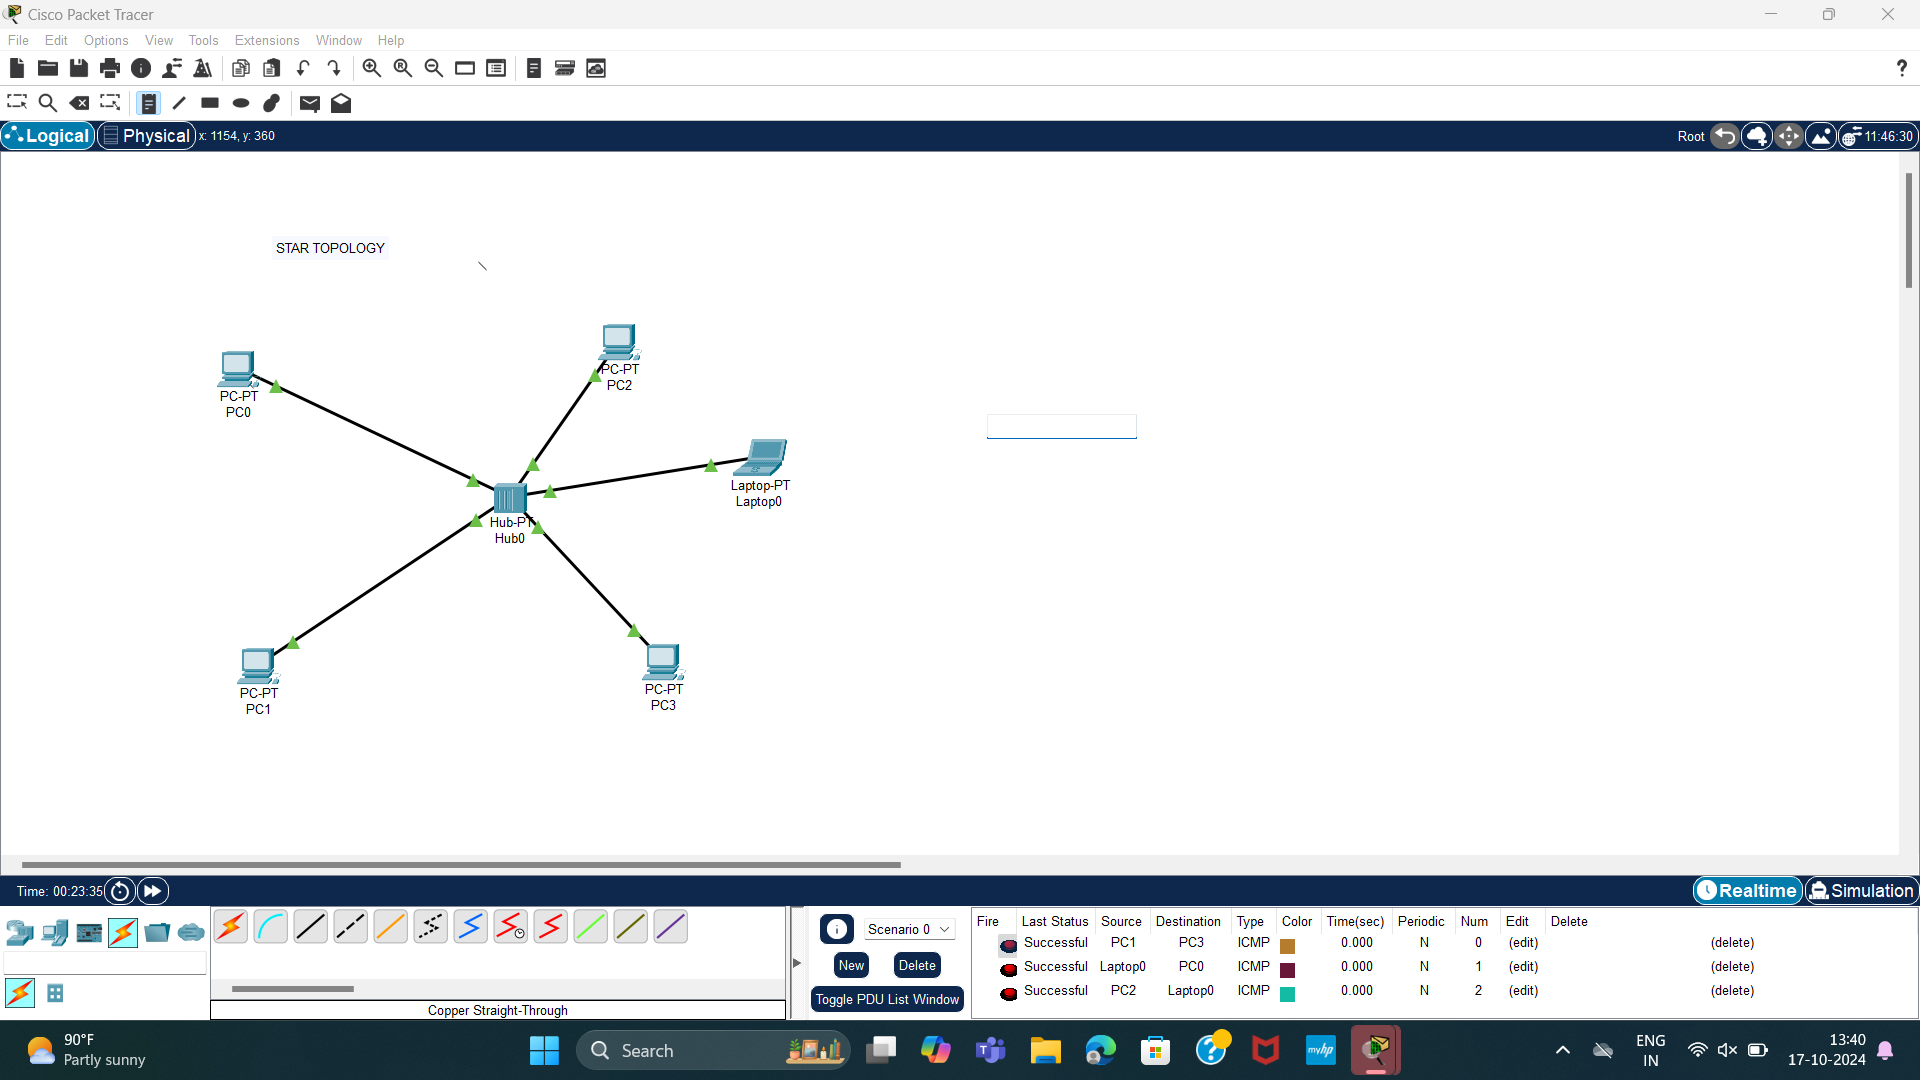 Cisco Packet Tracer
File Edit Options View Tools Extensions Window Help
?
Logical Physical x: 1154, y: 360 Root 11:46:30
STAR TOPOLOGY
PC-PT
PC2
PC-PT
PC0
Laptop-PT
Laptop0
Hub-PT
Hub0
PC-PT
PC1
PC-PT
PC3
Time: 00:23:35 Realtime Simulation
Scenario 0
New Delete
Toggle PDU List Window
Copper Straight-Through
Fire Last Status Source Destination Type Color Time(sec) Periodic Num Edit Delete
Successful PC1 PC3 ICMP 0.000 N 0 (edit) (delete)
Successful Laptop0 PC0 ICMP 0.000 N 1 (edit) (delete)
Successful PC2 Laptop0 ICMP 0.000 N 2 (edit) (delete)
90°F
Partly sunny
Search
myhp
ENG
IN
13:40
17-10-2024